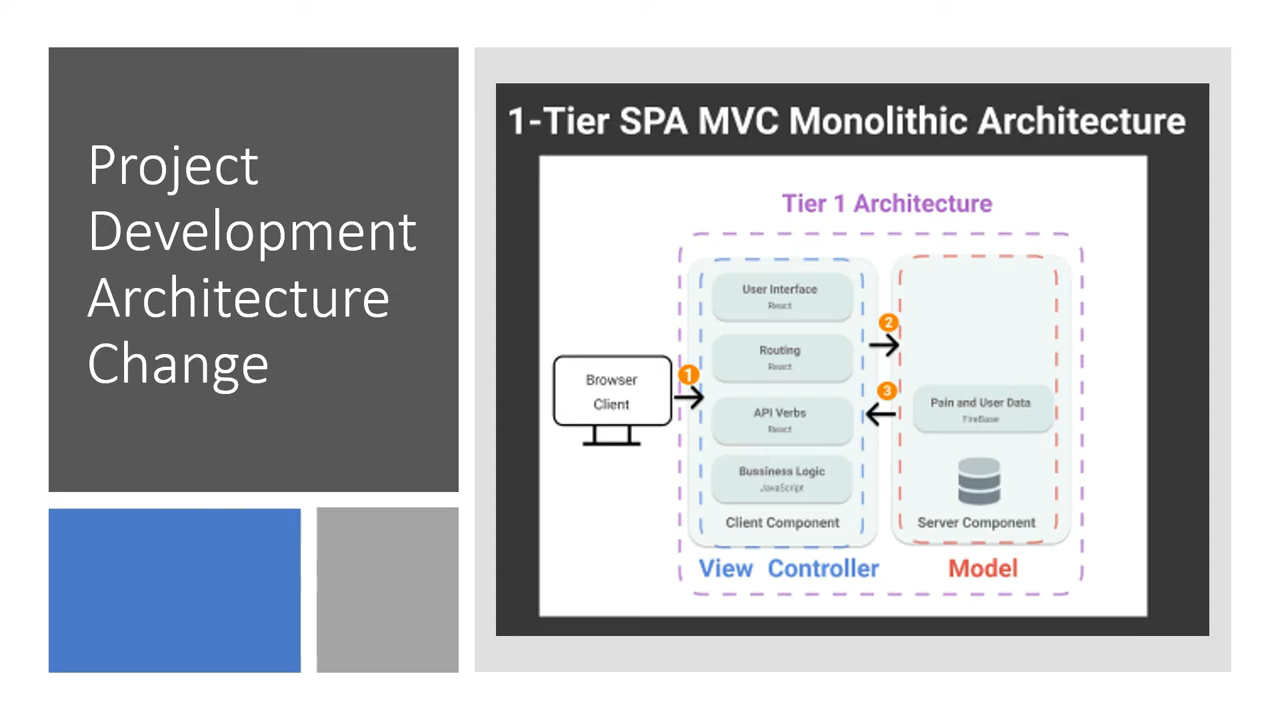 Project
Development
Architecture
Change
1-Tier SPA MVC Monolithic Architecture
Tier 1 Architecture
Browser
Client
1
User Interface
React
Routing
React
API Verbs
React
Bussiness Logic
JavaScript
Client Component
View Controller
2
3
Pain and User Data
FireBase
Server Component
Model